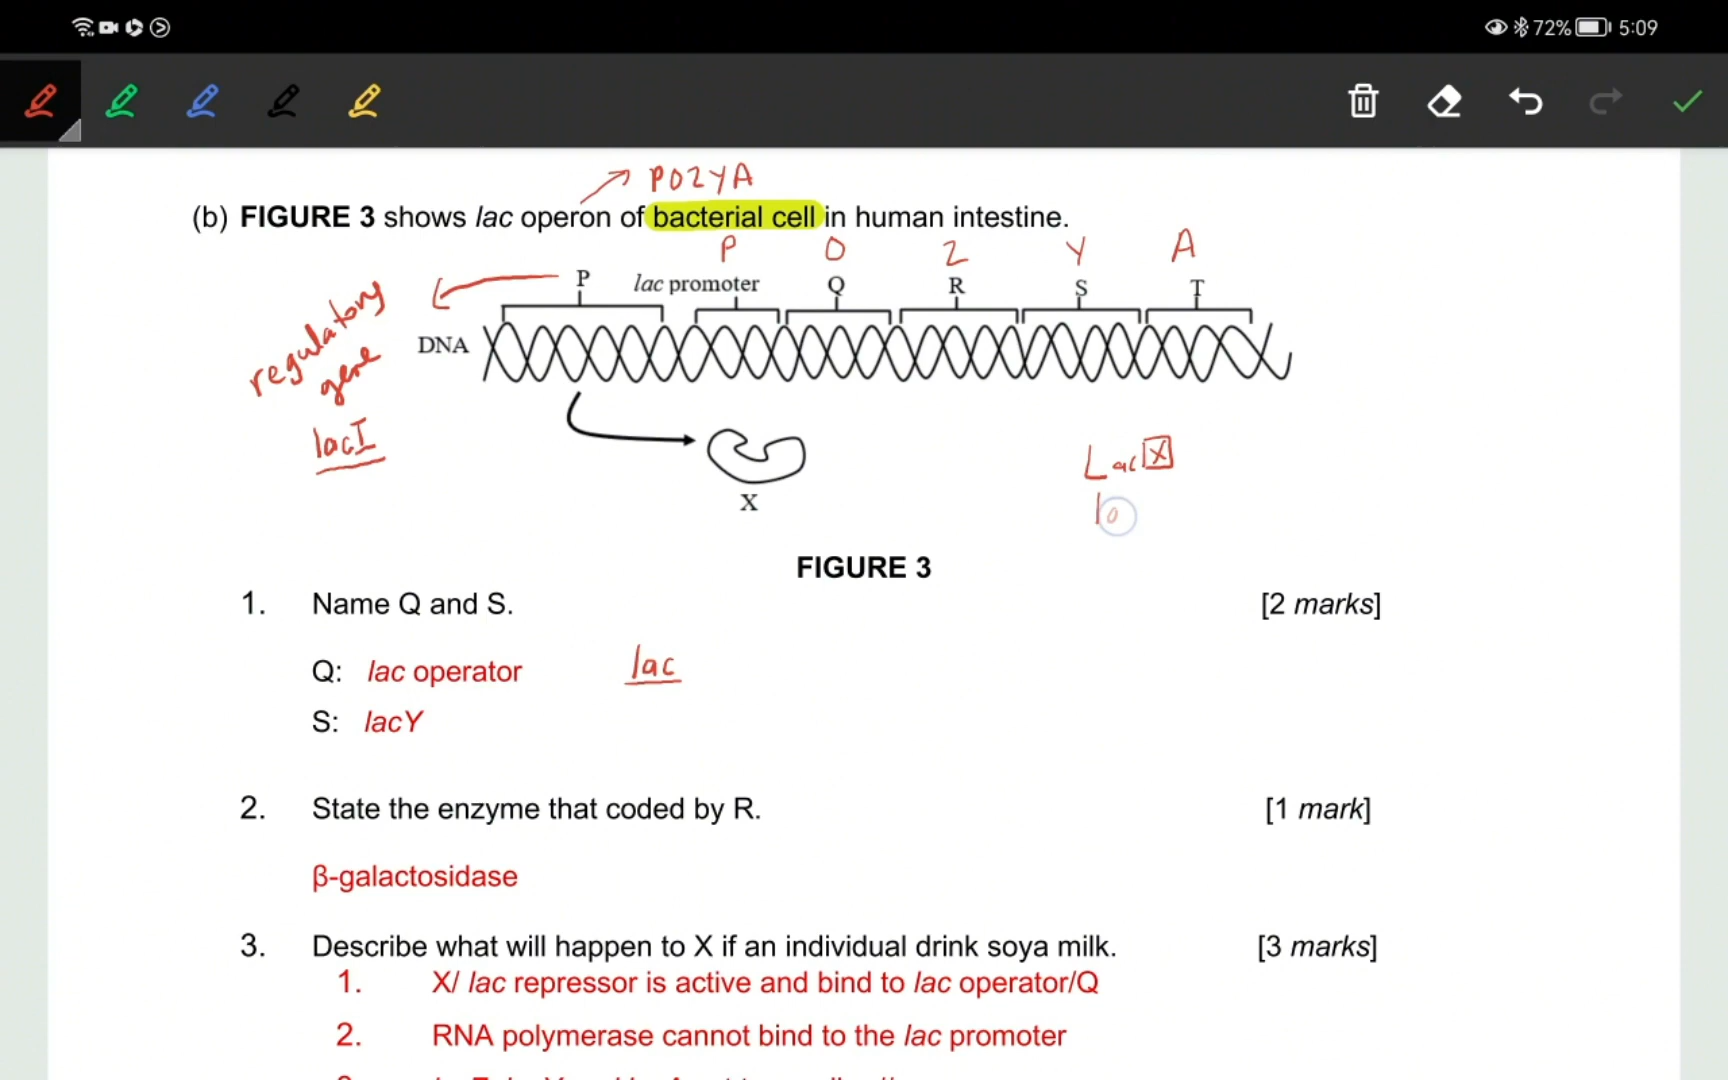 72% 5:09
POZYA
(b) FIGURE 3 shows lac operon of bacterial cell in human intestine.
P O Z Y A
P lac promoter Q R S T
regulatory
gene
DNA
lacI
Lac X
X
la
FIGURE 3
1. Name Q and S. [2 marks]
Q: lac operator lac
S: lacY
2. State the enzyme that coded by R. [1 mark]
β-galactosidase
3. Describe what will happen to X if an individual drink soya milk. [3 marks]
1. X/ lac repressor is active and bind to lac operator/Q
2. RNA polymerase cannot bind to the lac promoter